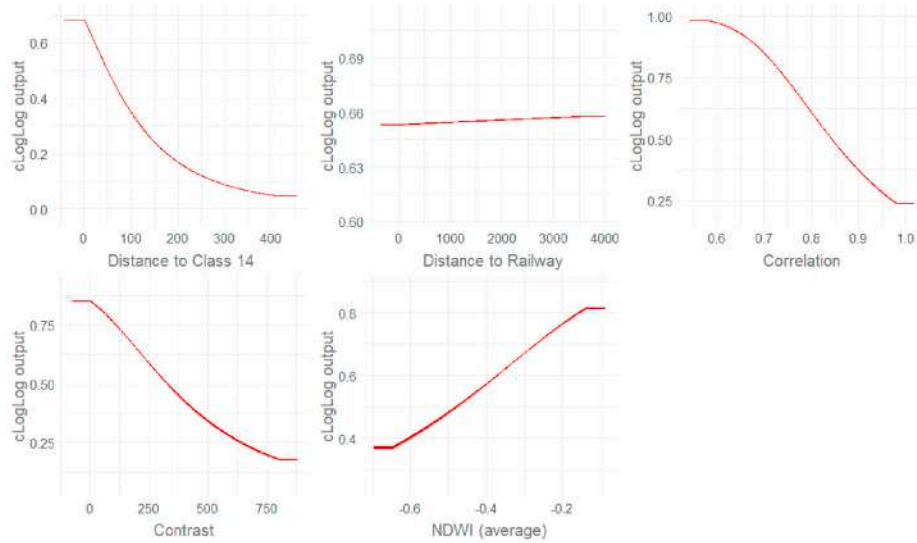 cLogLog output
0.6
0.4
0.2
0.0
0 100 200 300 400
Distance to Class 14
cLogLog output
0.69
0.66
0.63
0.60
0 1000 2000 3000 4000
Distance to Railway
cLogLog output
1.00
0.75
0.50
0.25
0.6 0.7 0.8 0.9 1.0
Correlation
cLogLog output
0.75
0.50
0.25
0 250 500 750
Contrast
cLogLog output
0.8
0.6
0.4
-0.6 -0.4 -0.2
NDWI (average)